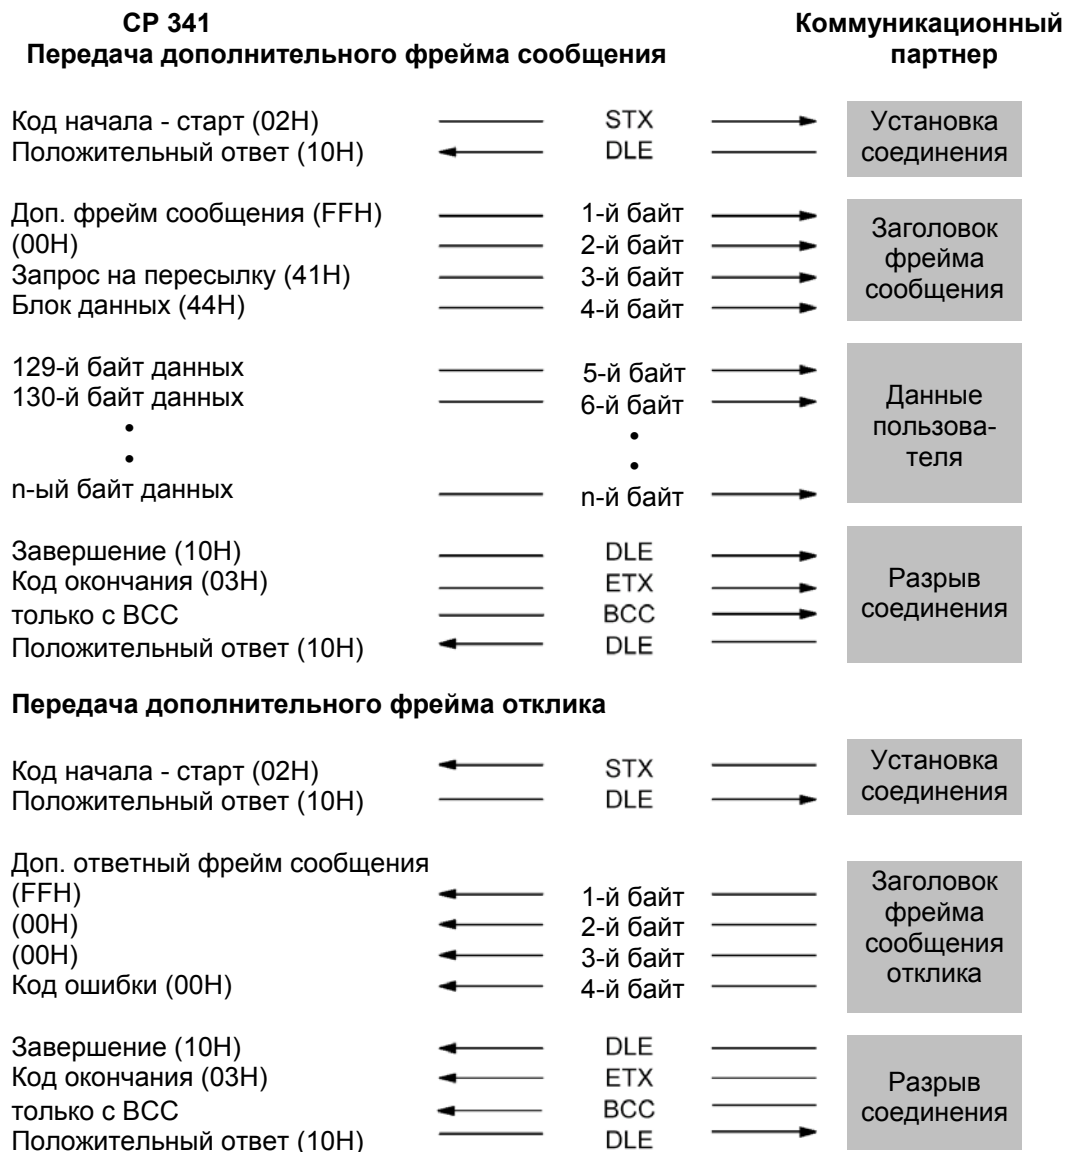 CP 341 Коммуникационный
Передача дополнительного фрейма сообщения партнер
Код начала - старт (02H) STX Установка
Положительный ответ (10H) DLE соединения
Доп. фрейм сообщения (FFH) 1-й байт Заголовок
(00H) 2-й байт фрейма
Запрос на пересылку (41H) 3-й байт сообщения
Блок данных (44H) 4-й байт
129-й байт данных 5-й байт
130-й байт данных 6-й байт Данные
• • пользова-
• • теля
n-ый байт данных n-й байт
Завершение (10H) DLE
Код окончания (03H) ETX Разрыв
только с BCC BCC соединения
Положительный ответ (10H) DLE
Передача дополнительного фрейма отклика
Код начала - старт (02H) STX Установка
Положительный ответ (10H) DLE соединения
Доп. ответный фрейм сообщения
(FFH) 1-й байт Заголовок
(00H) 2-й байт фрейма
(00H) 3-й байт сообщения
Код ошибки (00H) 4-й байт отклика
Завершение (10H) DLE
Код окончания (03H) ETX Разрыв
только с BCC BCC соединения
Положительный ответ (10H) DLE